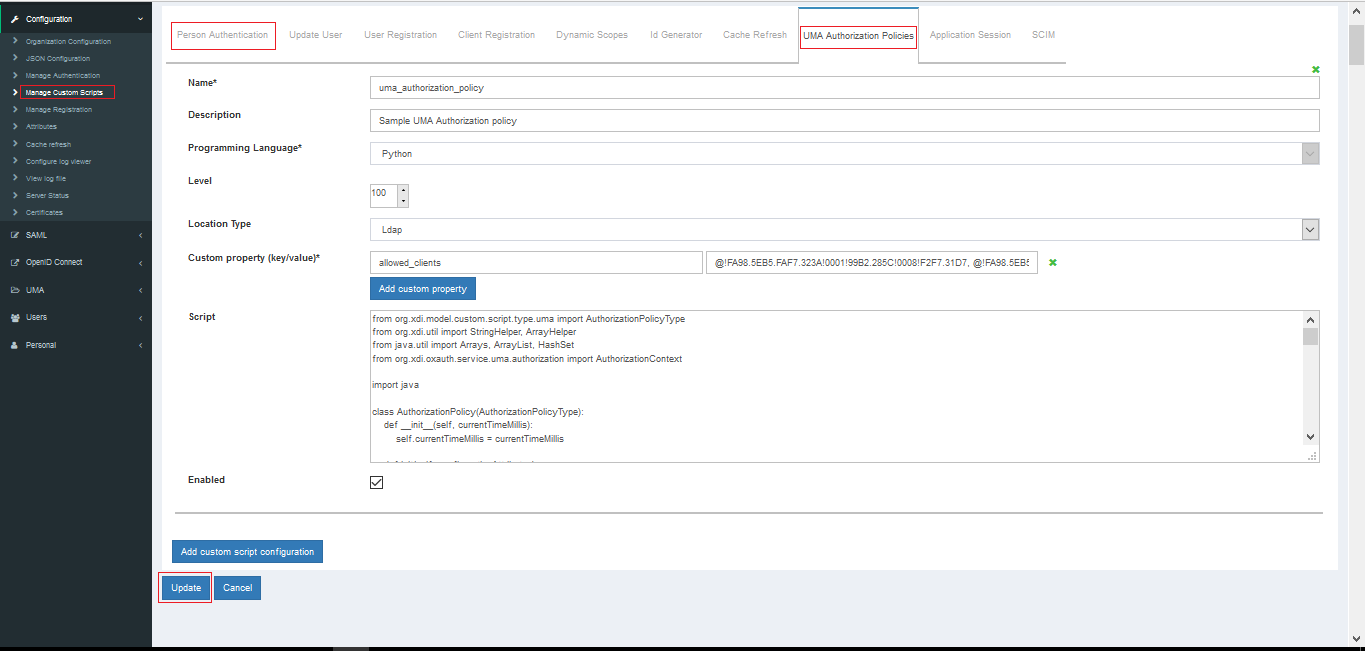 Configuration
Organization Configuration
JSON Configuration
Manage Authentication
Manage Custom Scripts
Manage Registration
Attributes
Cache refresh
Configure log viewer
View log file
Server Status
Certificates
SAML
OpenID Connect
UMA
Users
Personal
Person Authentication
Update User
User Registration
Client Registration
Dynamic Scopes
Id Generator
Cache Refresh
UMA Authorization Policies
Application Session
SCIM
Name*
uma_authorization_policy
Description
Sample UMA Authorization policy
Programming Language*
Python
Level
100
Location Type
Ldap
Custom property (key/value)*
allowed_clients
@!FA98.5EB5.FAF7.323A!0001!99B2.285C!0008!F2F7.31D7, @!FA98.5EB5
Add custom property
Script
from org.xdi.model.custom.script.type.uma import AuthorizationPolicyType
from org.xdi.util import StringHelper, ArrayHelper
from java.util import Arrays, ArrayList, HashSet
from org.xdi.oxauth.service.uma.authorization import AuthorizationContext
import java
class AuthorizationPolicy(AuthorizationPolicyType):
def __init__(self, currentTimeMillis):
self.currentTimeMillis = currentTimeMillis
Enabled
Add custom script configuration
Update
Cancel